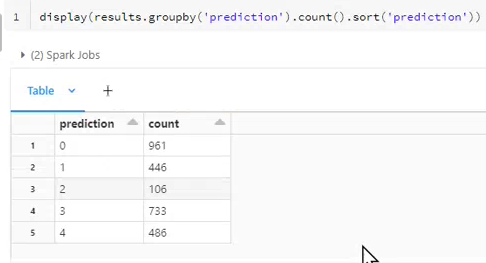 1 display(results.groupby('prediction').count().sort('prediction'))
(2) Spark Jobs
Table +
prediction count
1 0 961
2 1 446
3 2 106
4 3 733
5 4 486